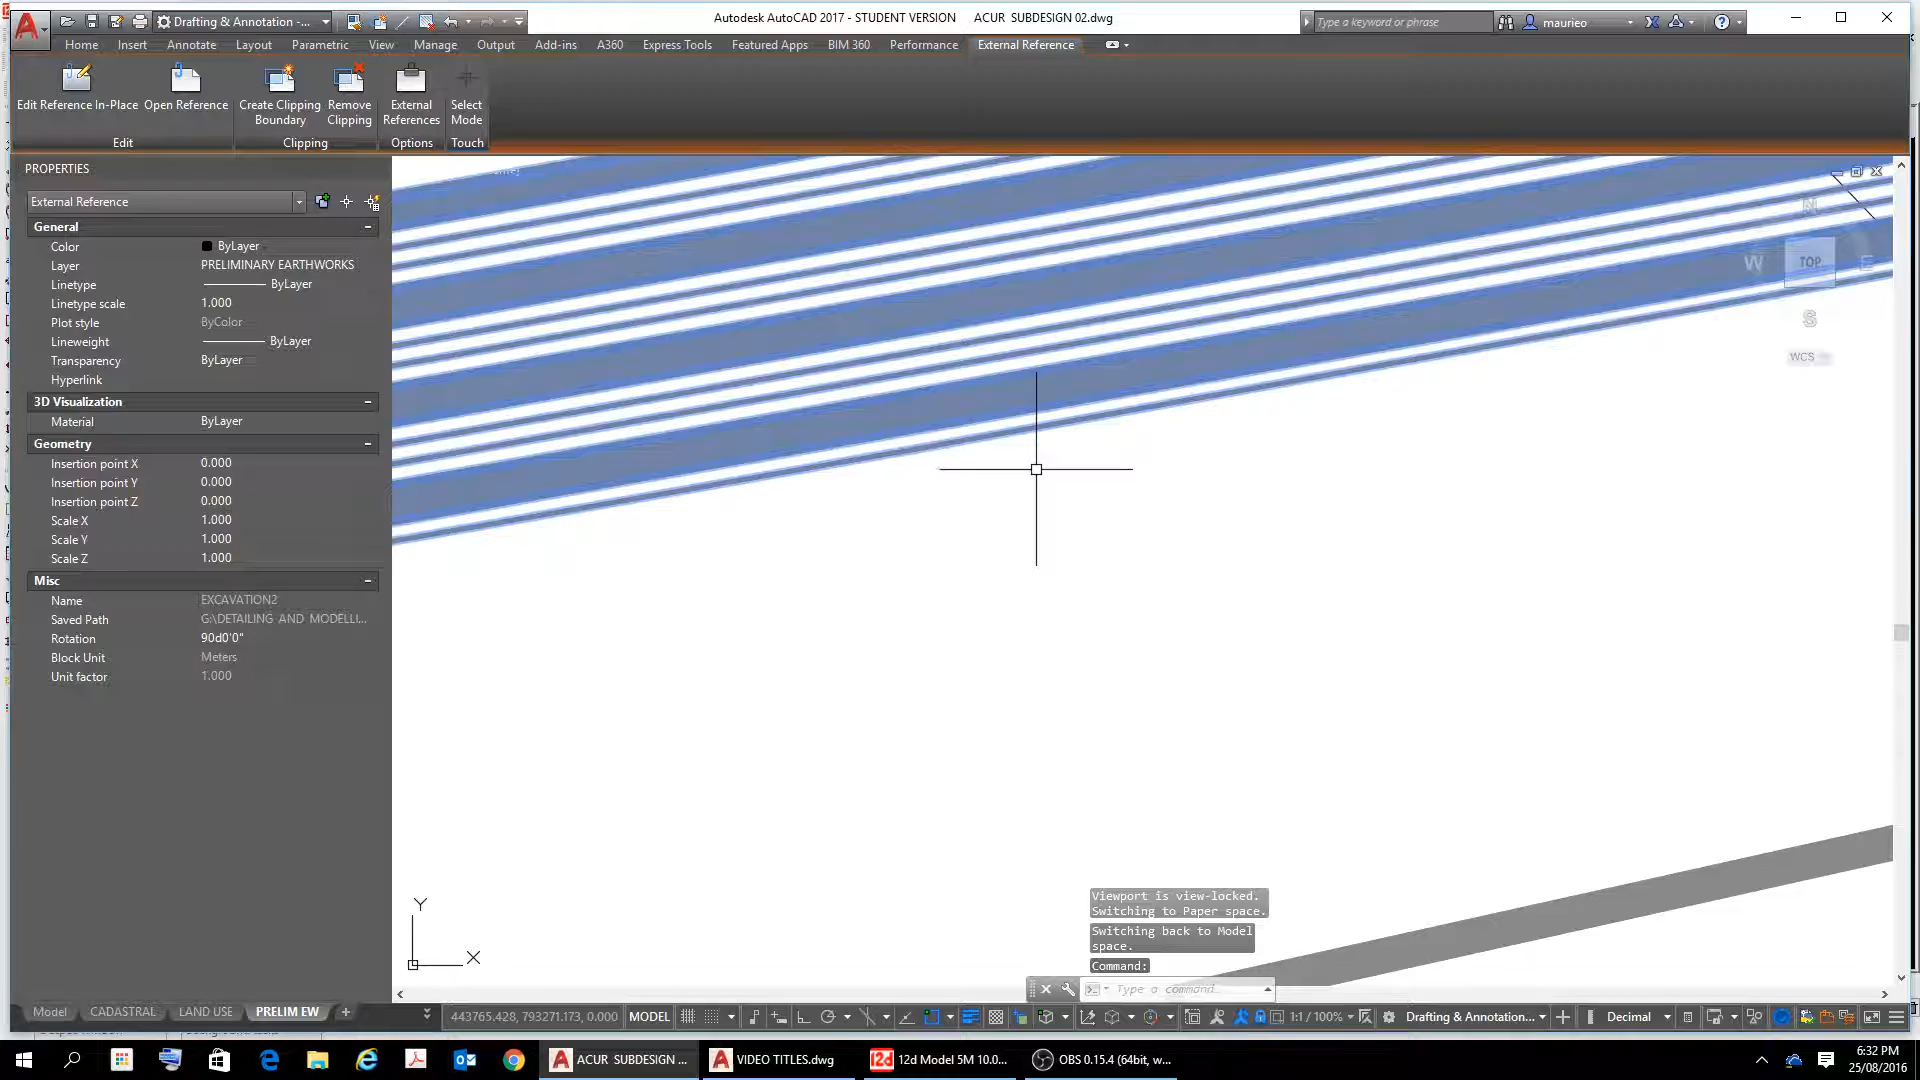 Drafting & Annotation -...
Autodesk AutoCAD 2017 - STUDENT VERSION ACUR SUBDESIGN 02.dwg
Type a keyword or phrase
maurieo
Home Insert Annotate Layout Parametric View Manage Output Add-ins A360 Express Tools Featured Apps BIM 360 Performance External Reference
Edit Reference In-Place Open Reference Create Clipping Boundary Remove Clipping External References Select Mode
Edit Clipping Options Touch
PROPERTIES
External Reference
General
Color ByLayer
Layer PRELIMINARY EARTHWORKS
Linetype ByLayer
Linetype scale 1.000
Plot style ByColor
Lineweight ByLayer
Transparency ByLayer
Hyperlink
3D Visualization
Material ByLayer
Geometry
Insertion point X 0.000
Insertion point Y 0.000
Insertion point Z 0.000
Scale X 1.000
Scale Y 1.000
Scale Z 1.000
Misc
Name EXCAVATION2
Saved Path G:\DETAILING AND MODELLI...
Rotation 90d0'0"
Block Unit Meters
Unit factor 1.000
N
W TOP E
S
WCS
Y
X
Viewport is view-locked.
Switching to Paper space.
Switching back to Model
space.
Command:
Type a command
Model CADASTRAL LAND USE PRELIM EW +
443765.428, 793271.173, 0.000 MODEL 1:1 / 100% Drafting & Annotation... Decimal
ACUR SUBDESIGN ... VIDEO TITLES.dwg 12d Model 5M 10.0... OBS 0.15.4 (64bit, w...
6:32 PM
25/08/2016